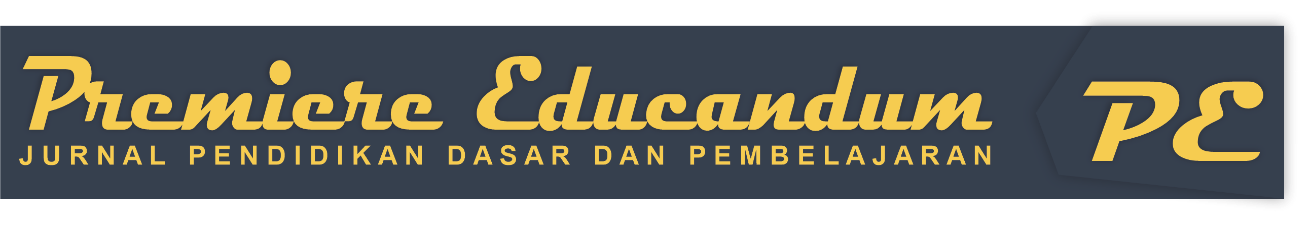 Premiere Educandum
JURNAL PENDIDIKAN DASAR DAN PEMBELAJARAN
PE